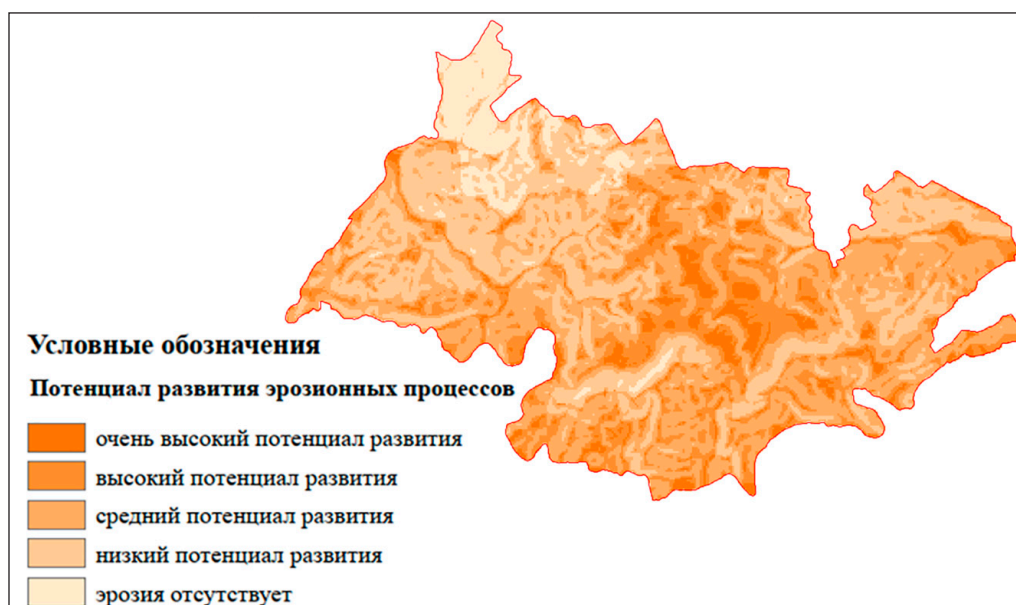 Условные обозначения
Потенциал развития эрозионных процессов
очень высокий потенциал развития
высокий потенциал развития
средний потенциал развития
низкий потенциал развития
эрозия отсутствует